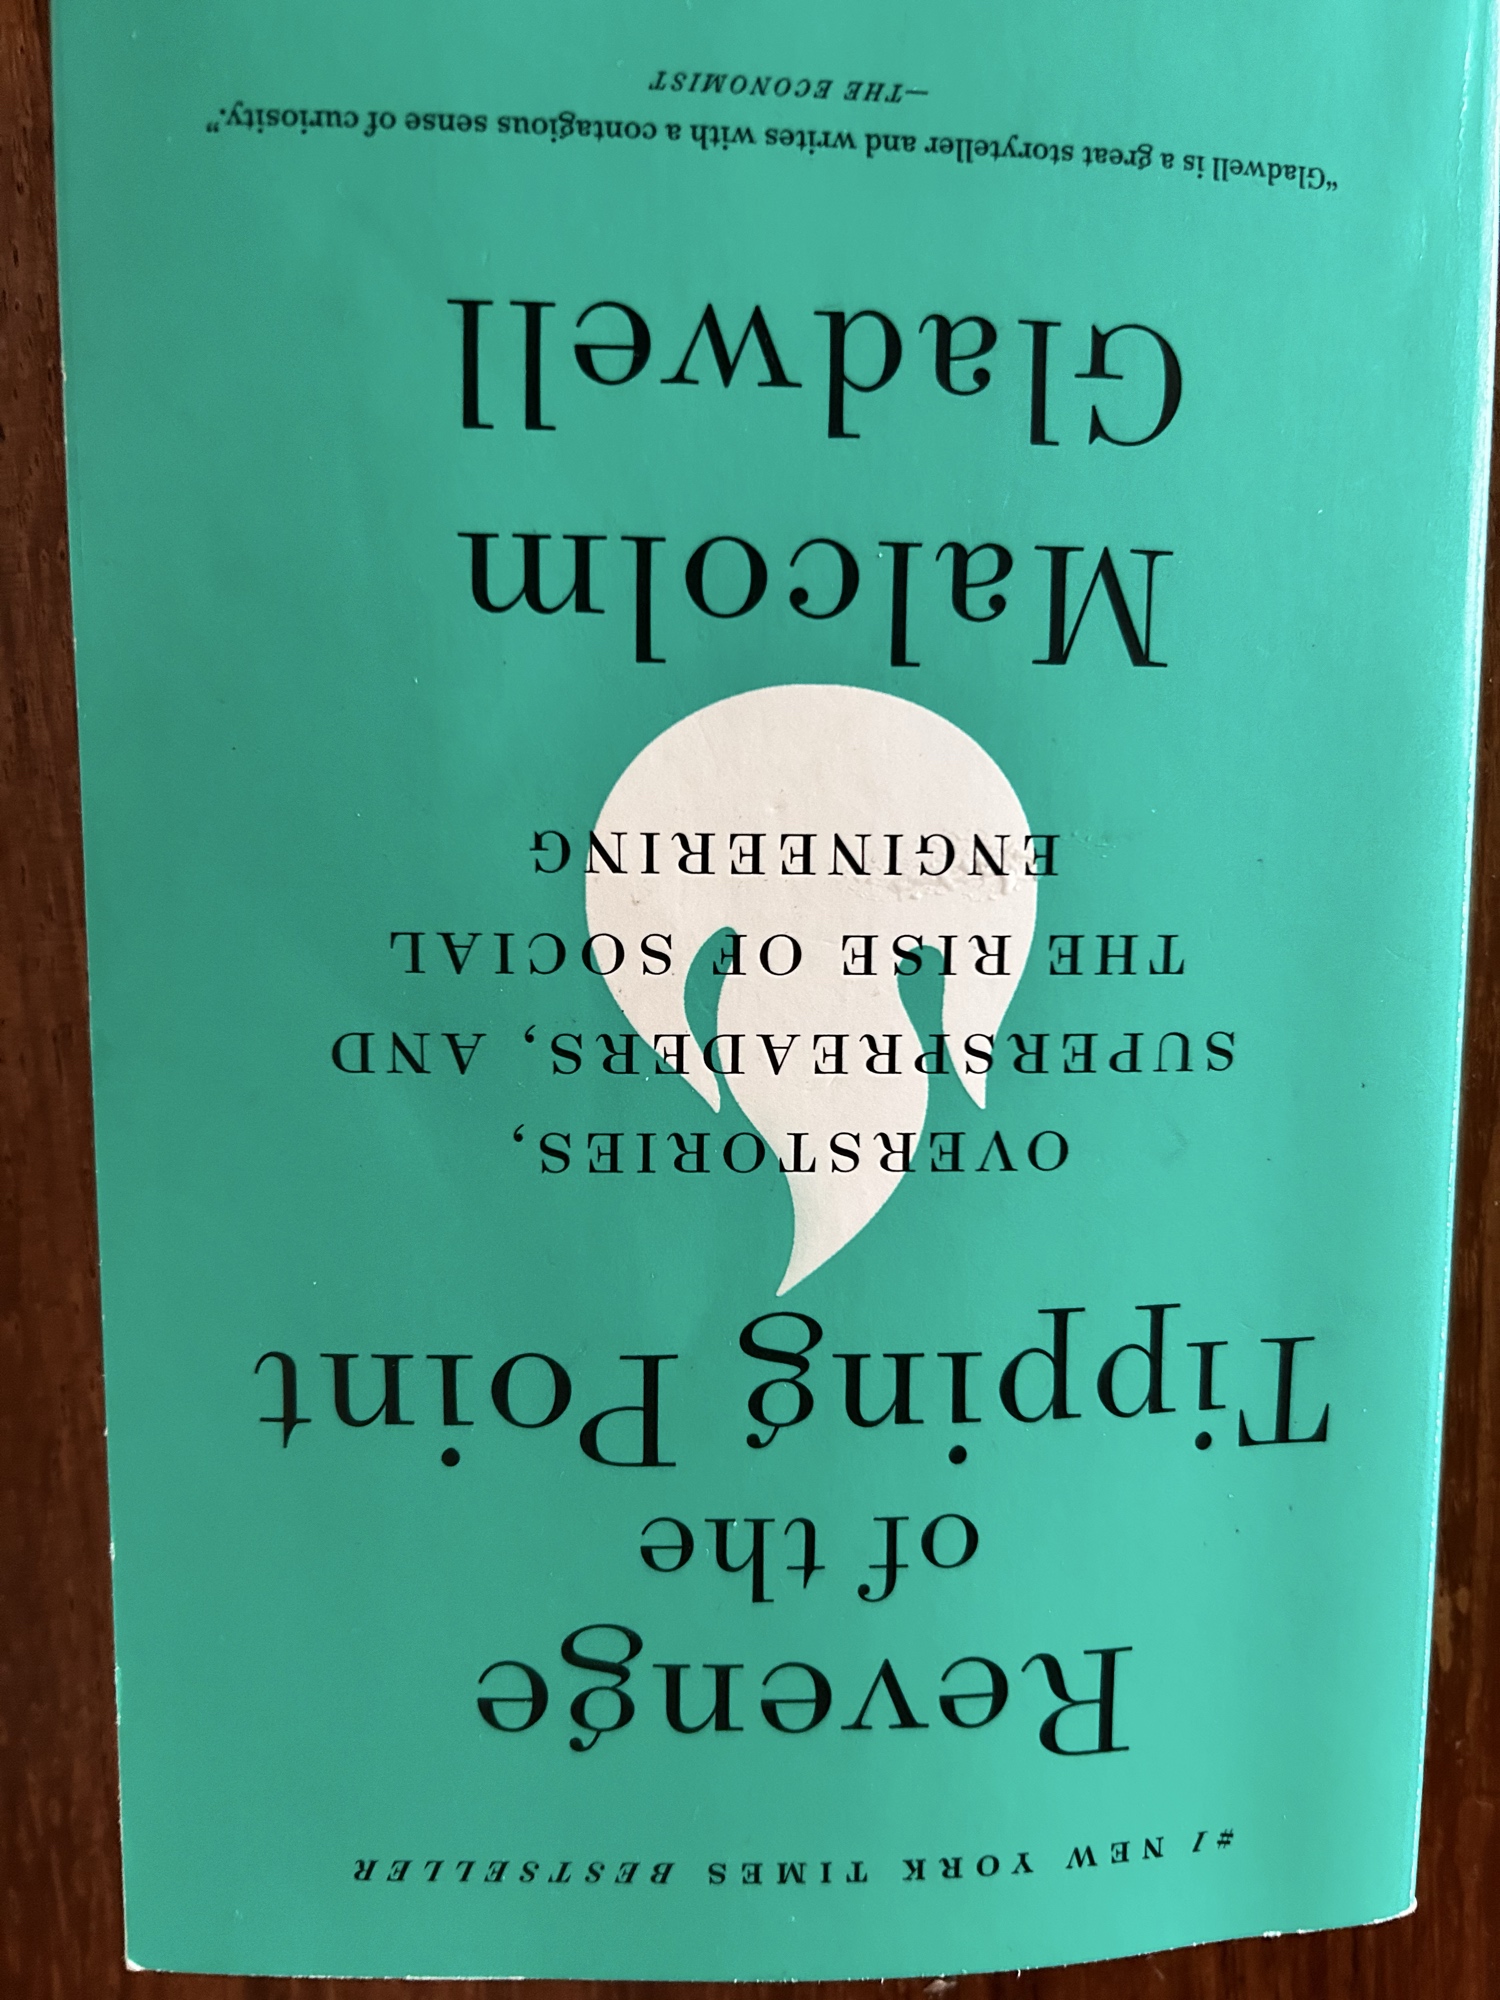 #1 NEW YORK TIMES BESTSELLER
Revenge
of the
Tipping Point
OVERSTORIES,
SUPERSPREADERS, AND
THE RISE OF SOCIAL
ENGINEERING
Malcolm
Gladwell
“Gladwell is a great storyteller and writes with a contagious sense of curiosity.”
—THE ECONOMIST